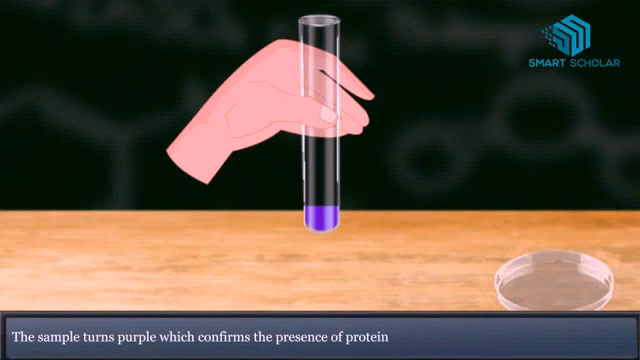 SMART SCHOLAR
The sample turns purple which confirms the presence of protein